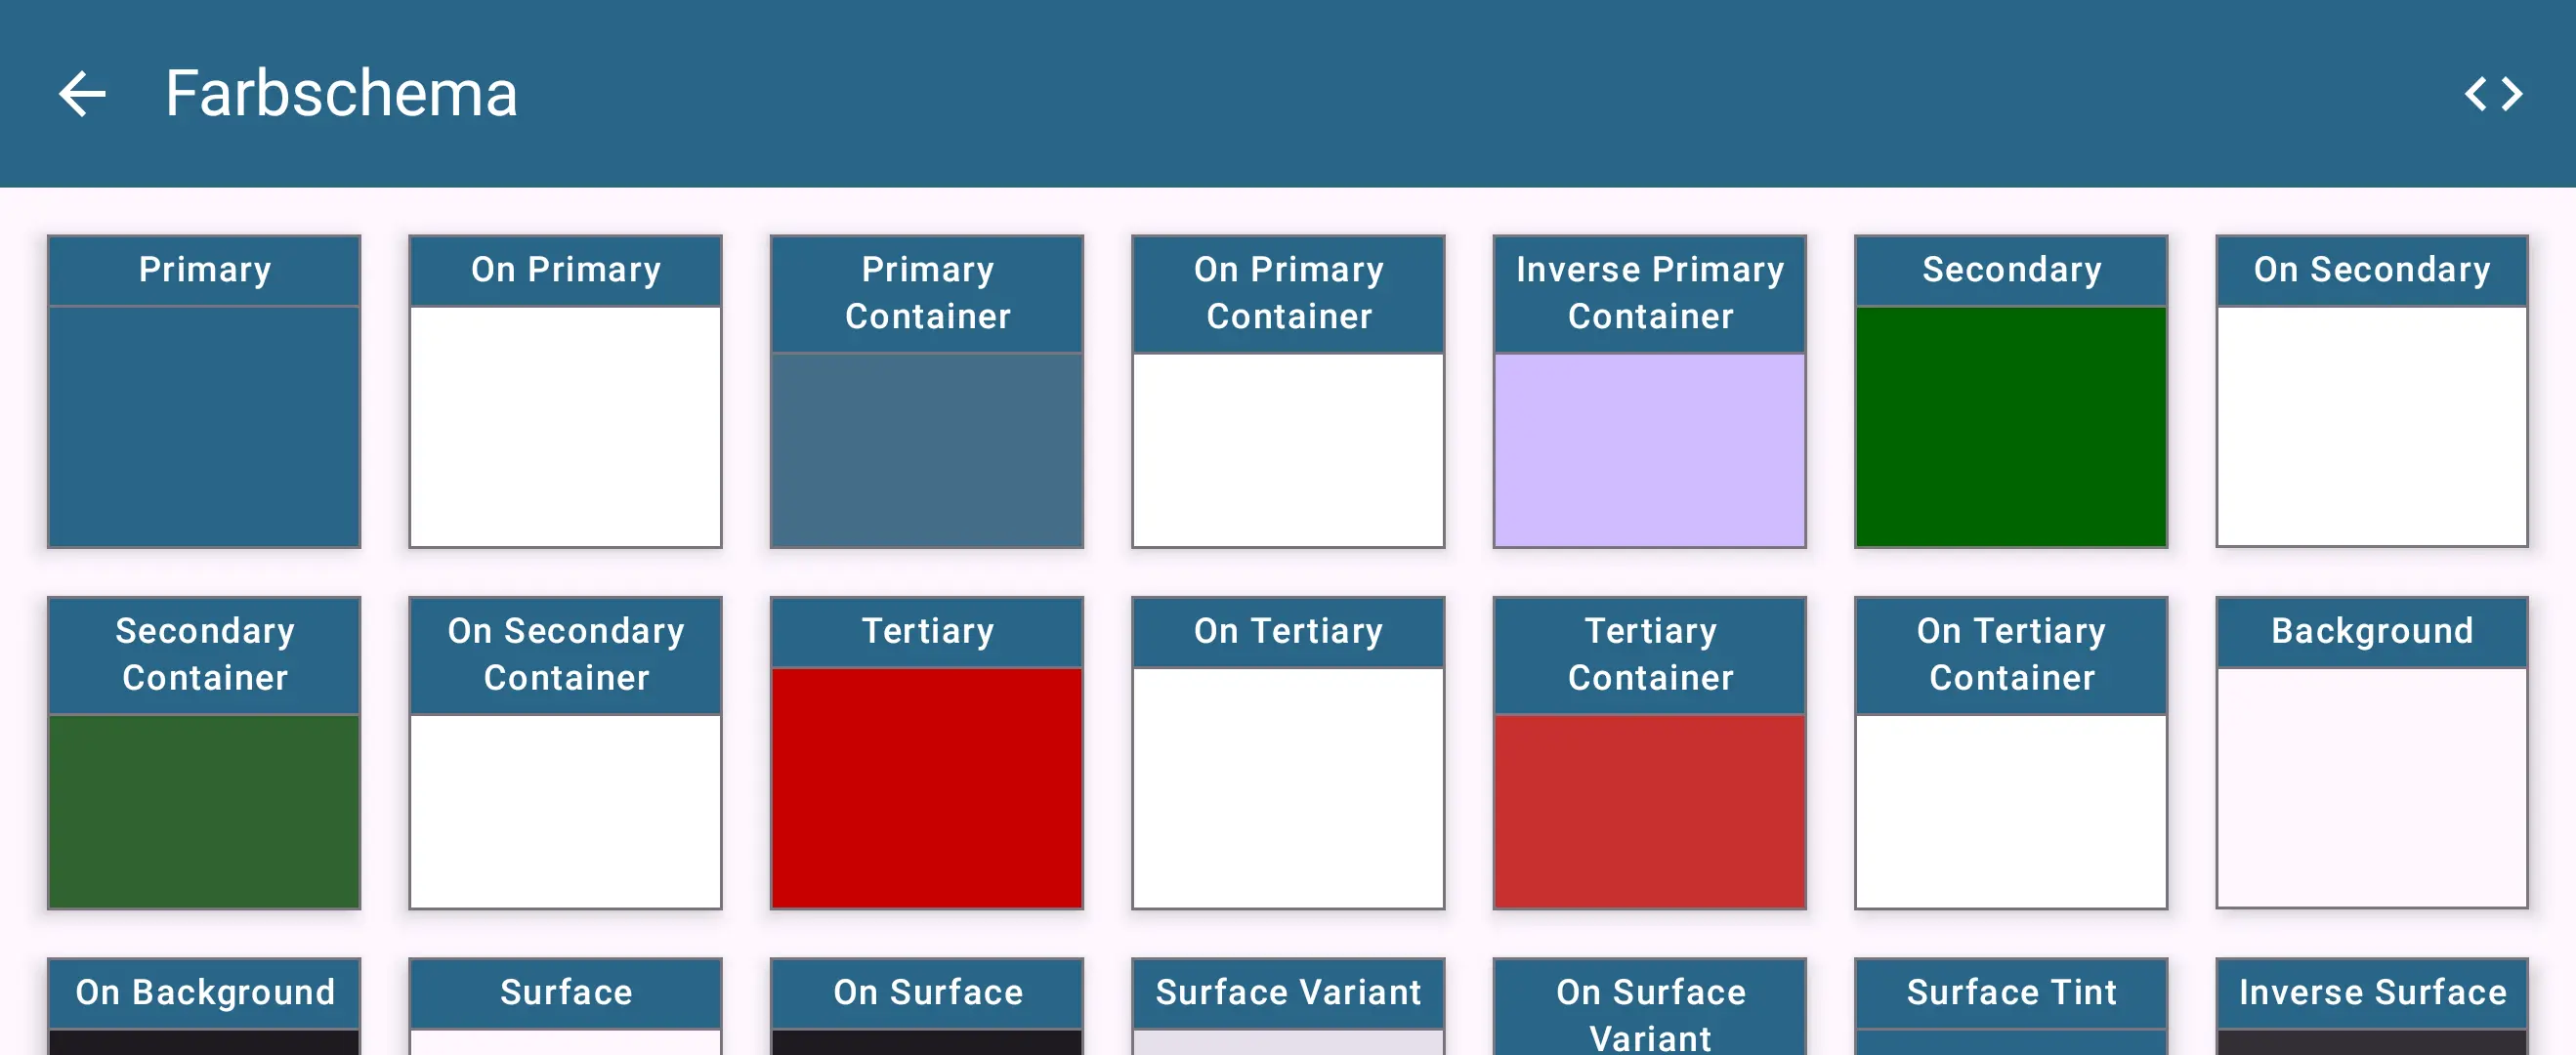 Farbschema
Primary
On Primary
Primary
Container
On Primary
Container
Inverse Primary
Container
Secondary
On Secondary
Secondary
Container
On Secondary
Container
Tertiary
On Tertiary
Tertiary
Container
On Tertiary
Container
Background
On Background
Surface
On Surface
Surface Variant
On Surface
Variant
Surface Tint
Inverse Surface